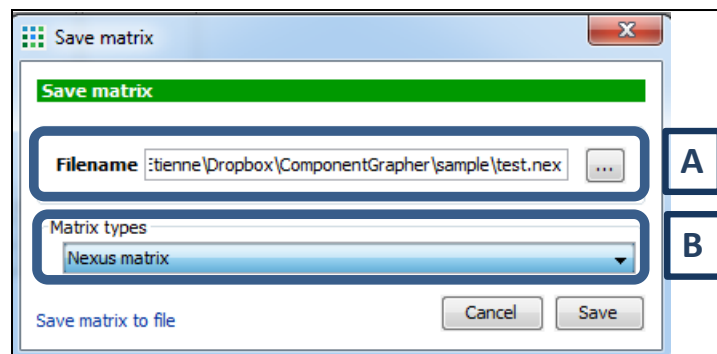 Save matrix
Save matrix
Filename Etienne\Dropbox\ComponentGrapher\sample\test.nex ...
A
Matrix types
Nexus matrix
B
Save matrix to file
Cancel
Save